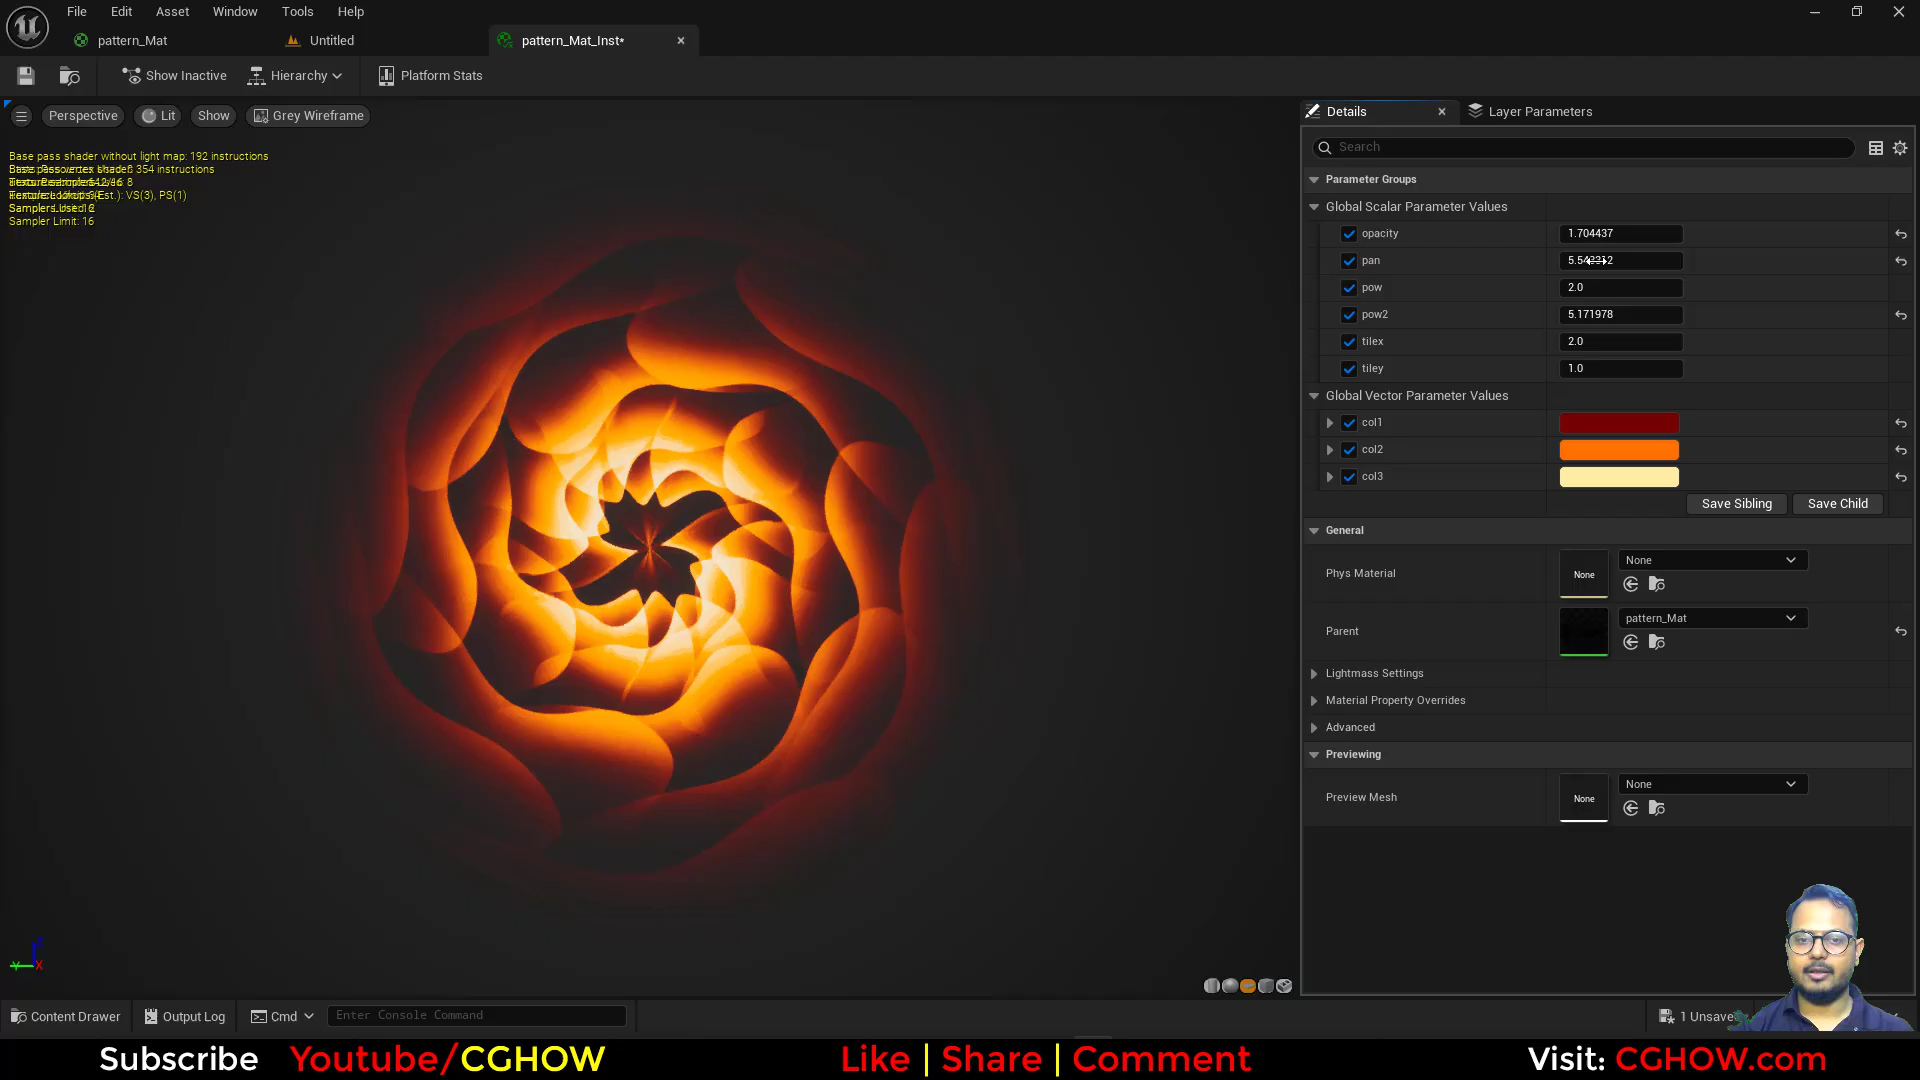 File Edit Asset Window Tools Help
pattern_Mat Untitled pattern_Mat_Inst*
Show Inactive Hierarchy Platform Stats
Perspective Lit Show Grey Wireframe
Base pass shader without light map: 192 instructions
Sampler Limit: 16
Details Layer Parameters
Search
Parameter Groups
Global Scalar Parameter Values
opacity 1.704437
pan
pow 2.0
pow2 5.171978
tilex 2.0
tiley 1.0
Global Vector Parameter Values
col1
col2
col3
Save Sibling Save Child
General
Phys Material None None
Parent pattern_Mat
Lightmass Settings
Material Property Overrides
Advanced
Previewing
Preview Mesh None None
Y X
Content Drawer Output Log Cmd Enter Console Command 1 Unsave
Subscribe Youtube/CGHOW Like | Share | Comment Visit: CGHOW.com